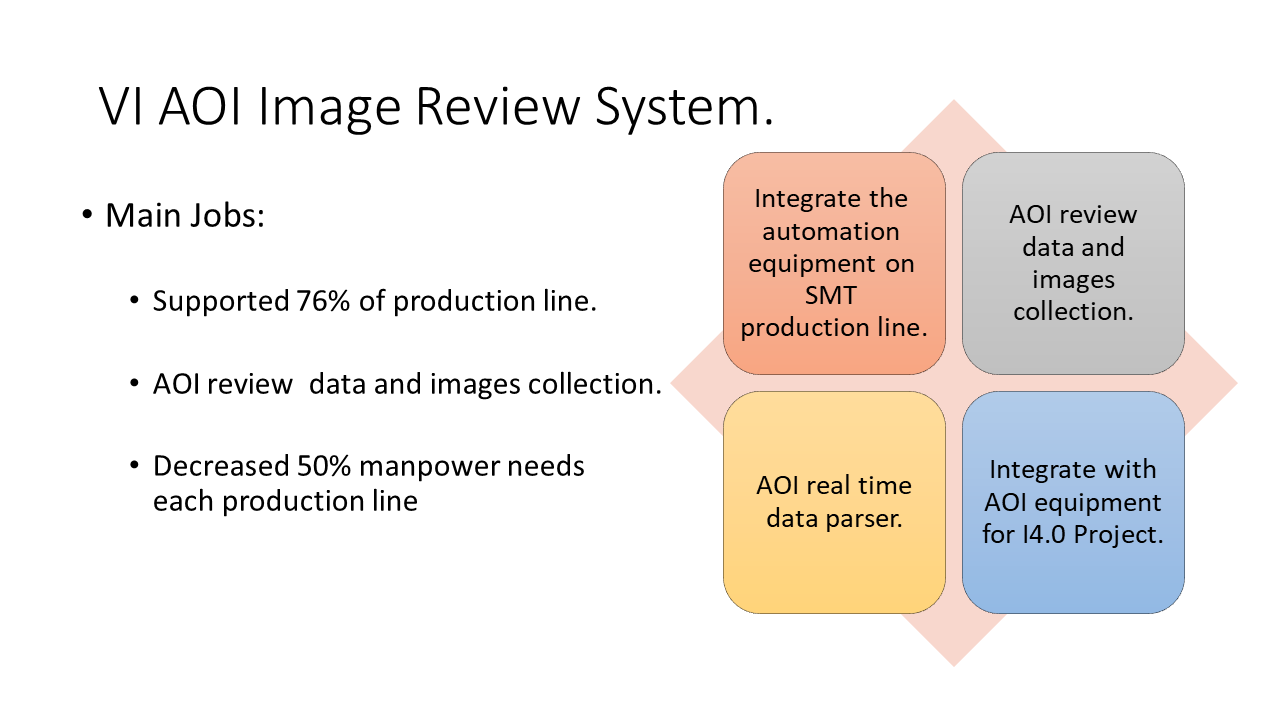 VI AOI Image Review System.
• Main Jobs:
• Supported 76% of production line.
• AOI review  data and images collection.
• Decreased 50% manpower needs
each production line
Integrate the
automation
equipment on
SMT
production line.
AOI review
data and
images
collection.
AOI real time
data parser.
Integrate with
AOI equipment
for I4.0 Project.